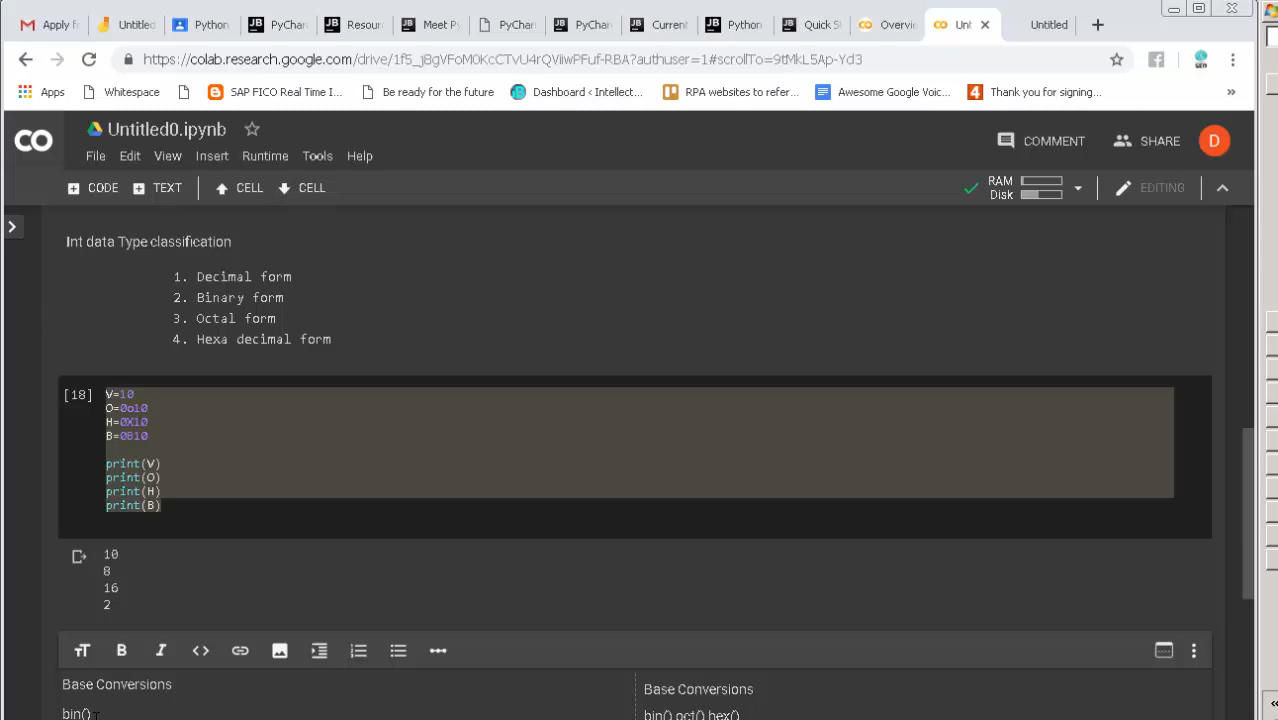 Apply f
Untitled
Python
PyChar
Resour
Meet Py
PyChar
PyChar
Current
Python
Quick
Overvie
Unt
Untitled
https://colab.research.google.com/drive/1f5_j8gVFoM0KcCTvU4rQViiwPFuf-RBA?authuser=1#scrollTo=9tMkL5Ap-Yd3
Apps Whitespace SAP FICO Real Time I... Be ready for the future Dashboard ‹ Intellect... RPA websites to refer... Awesome Google Voic... Thank you for signing...
Untitled0.ipynb
COMMENT SHARE D
File Edit View Insert Runtime Tools Help
CODE TEXT CELL CELL
RAM
Disk
EDITING
Int data Type classification
1. Decimal form
2. Binary form
3. Octal form
4. Hexa decimal form
[18]
V=10
O=0o10
H=0X10
B=0B10
print(V)
print(O)
print(H)
print(B)
10
8
16
2
Base Conversions
bin()
Base Conversions
bin() oct() hex()